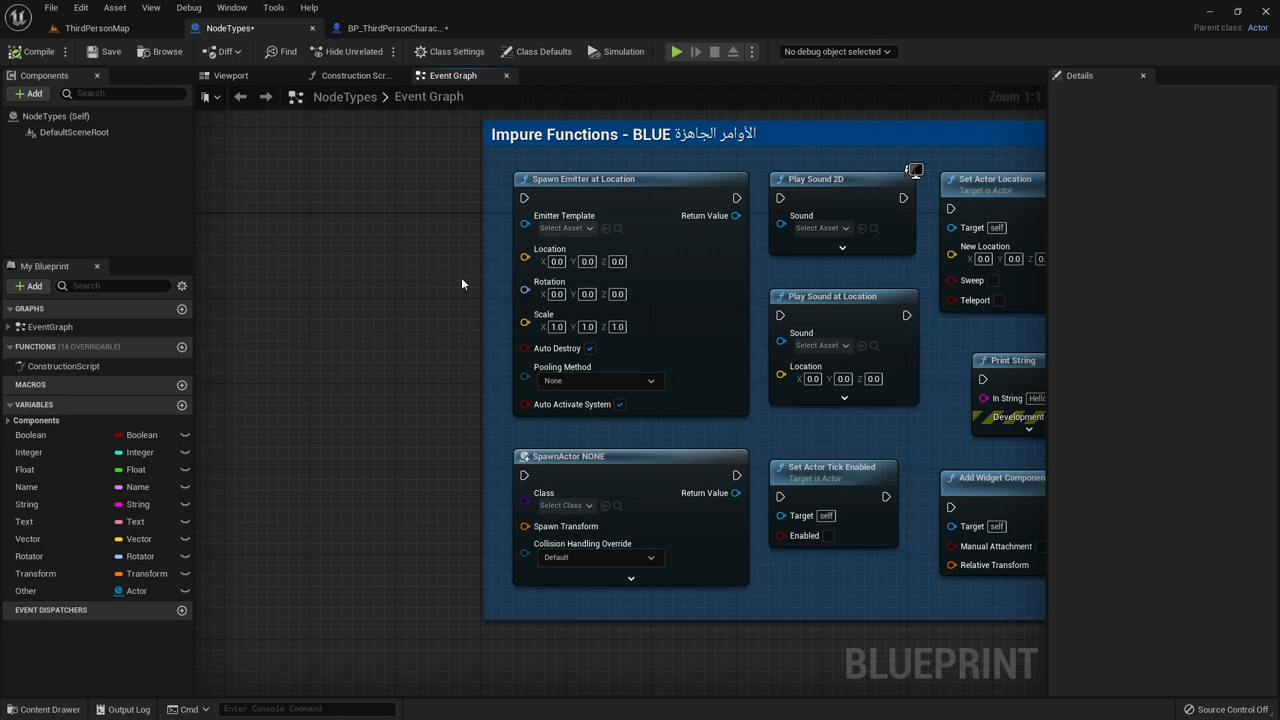 File Edit Asset View Debug Window Tools Help
ThirdPersonMap
NodeTypes*
BP_ThirdPersonCharac...*
Parent class: Actor
Compile
Save
Browse
Diff
Find
Hide Unrelated
Class Settings
Class Defaults
Simulation
No debug object selected
Components
Add
Search
NodeTypes (Self)
DefaultSceneRoot
My Blueprint
Add
Search
GRAPHS
EventGraph
FUNCTIONS (14 OVERRIDABLE)
ConstructionScript
MACROS
VARIABLES
Components
Boolean Boolean
Integer Integer
Float Float
Name Name
String String
Text Text
Vector Vector
Rotator Rotator
Transform Transform
Other Actor
EVENT DISPATCHERS
Viewport
Construction Scr...
Event Graph
NodeTypes > Event Graph
Zoom 1:1
Impure Functions - BLUE الأوامر الجاهزة
Spawn Emitter at Location
Emitter Template Return Value
Select Asset
Location
X 0.0 Y 0.0 Z 0.0
Rotation
X 0.0 Y 0.0 Z 0.0
Scale
X 1.0 Y 1.0 Z 1.0
Auto Destroy
Pooling Method
None
Auto Activate System
SpawnActor NONE
Class Return Value
Select Class
Spawn Transform
Collision Handling Override
Default
Play Sound 2D
Sound
Select Asset
Play Sound at Location
Sound
Select Asset
Location
X 0.0 Y 0.0 Z 0.0
Set Actor Tick Enabled
Target is Actor
Target self
Enabled
Set Actor Location
Target is Actor
Target self
New Location
X 0.0 Y 0.0 Z 0.
Sweep
Teleport
Print String
In String Hello
Development
Add Widget Componen
Target self
Manual Attachment
Relative Transform
BLUEPRINT
Details
Content Drawer
Output Log
Cmd
Enter Console Command
Source Control Off